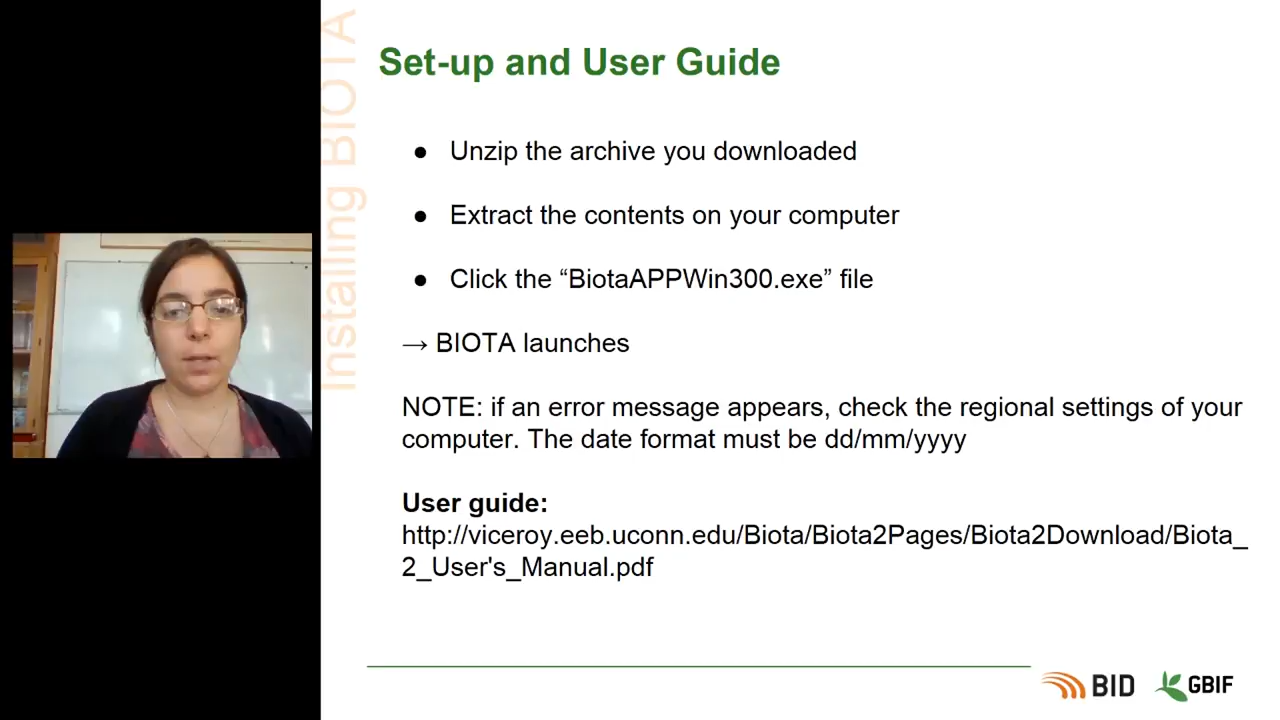 Installing BIOTA
Set-up and User Guide
● Unzip the archive you downloaded
● Extract the contents on your computer
● Click the “BiotaAPPWin300.exe” file
→ BIOTA launches
NOTE: if an error message appears, check the regional settings of your
computer. The date format must be dd/mm/yyyy
User guide:
http://viceroy.eeb.uconn.edu/Biota/Biota2Pages/Biota2Download/Biota_
2_User's_Manual.pdf
BID
GBIF